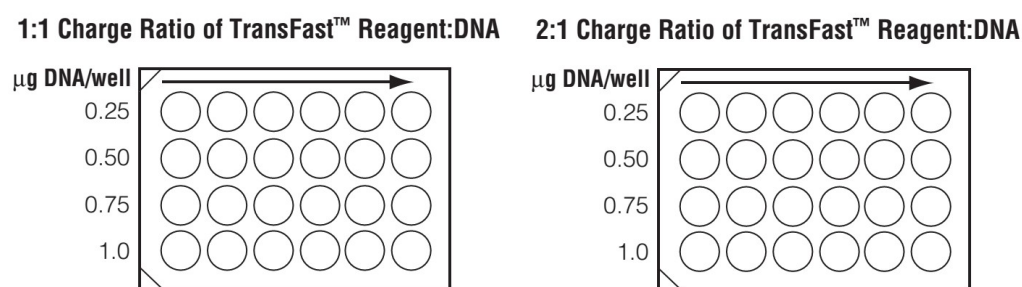 1:1 Charge Ratio of TransFast™ Reagent:DNA
μg DNA/well
0.25
0.50
0.75
1.0
2:1 Charge Ratio of TransFast™ Reagent:DNA
μg DNA/well
0.25
0.50
0.75
1.0